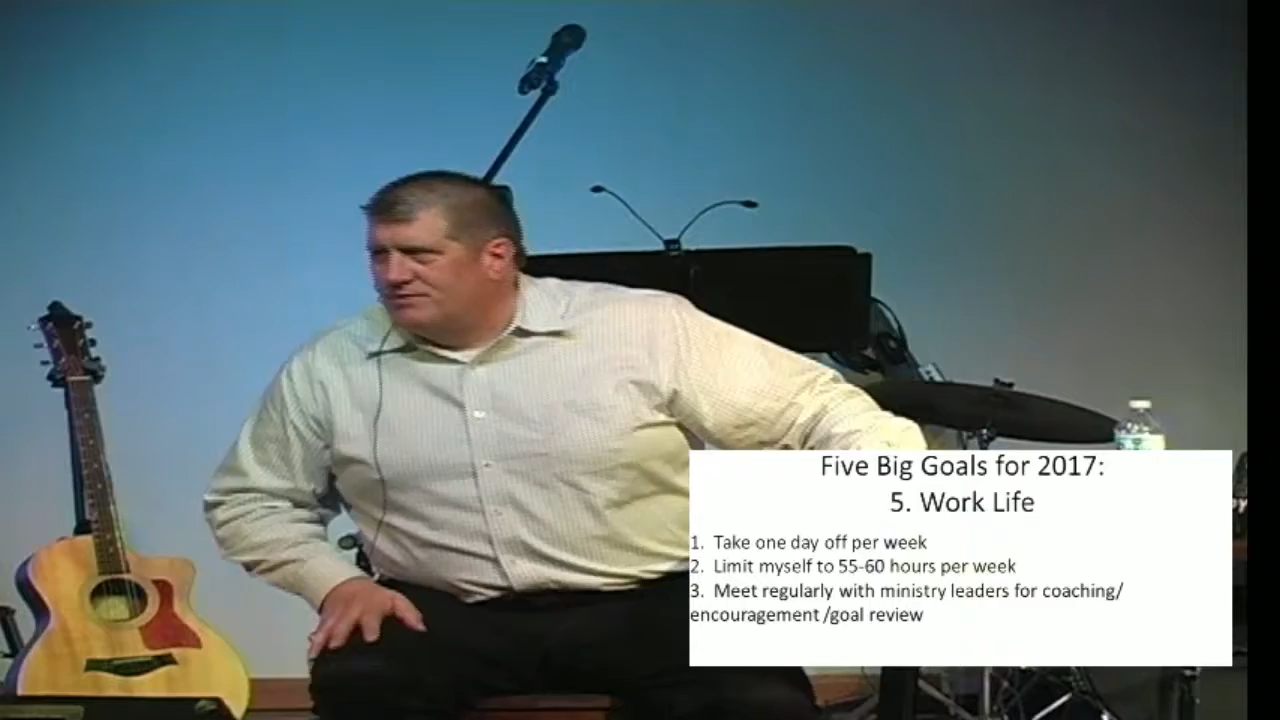 Five Big Goals for 2017:
5. Work Life
1. Take one day off per week
2. Limit myself to 55-60 hours per week
3. Meet regularly with ministry leaders for coaching/
encouragement /goal review